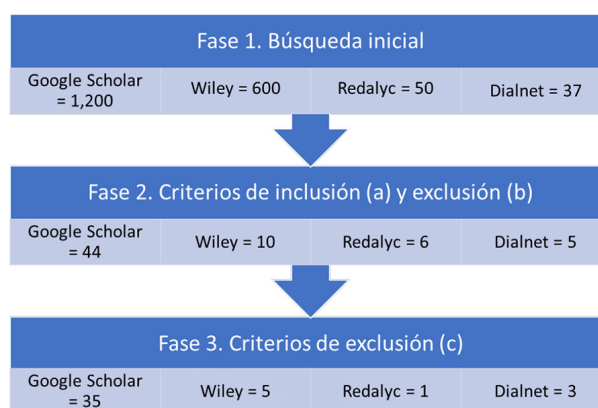 Fase 1. Búsqueda inicial
Google Scholar
= 1,200
Wiley = 600
Redalyc = 50
Dialnet = 37
Fase 2. Criterios de inclusión (a) y exclusión (b)
Google Scholar
= 44
Wiley = 10
Redalyc = 6
Dialnet = 5
Fase 3. Criterios de exclusión (c)
Google Scholar
= 35
Wiley = 5
Redalyc = 1
Dialnet = 3